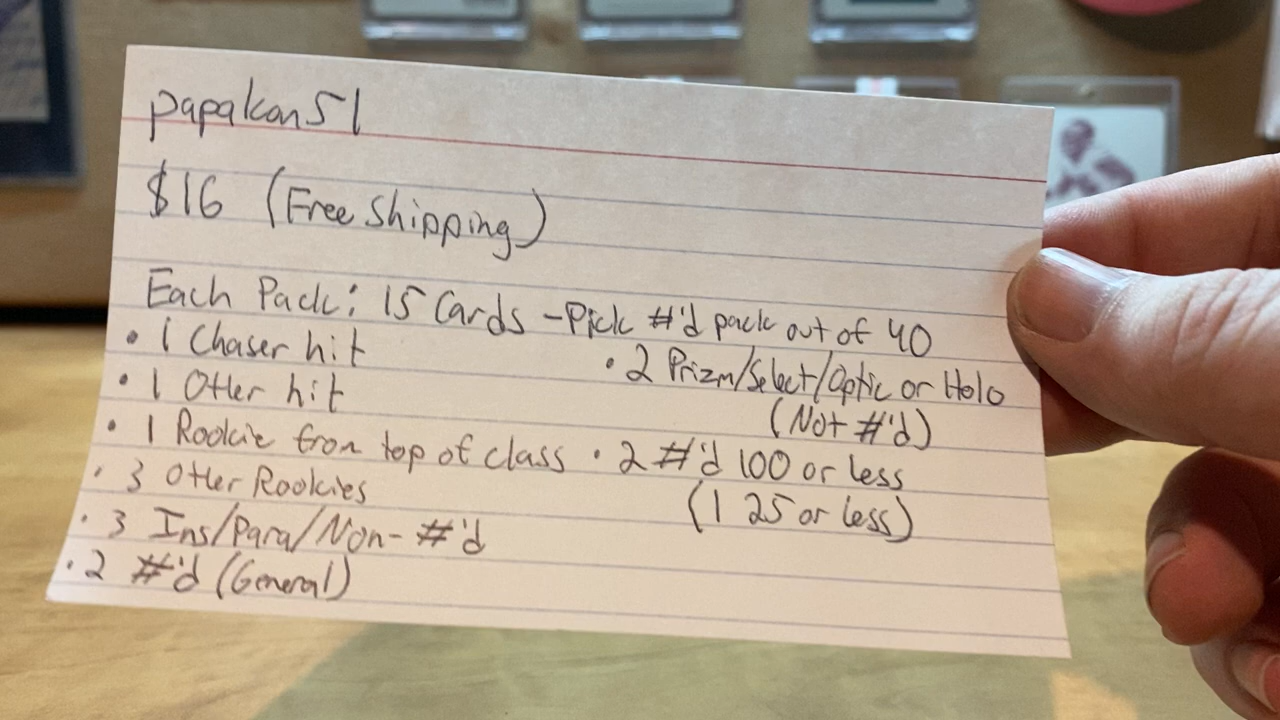 papakon51
$16 (Free Shipping)
Each Pack: 15 Cards - Pick #'d pack out of 40
• 1 Chaser hit
• 1 Other hit
• 1 Rookie from top of class
• 3 Other Rookies
• 3 Ins/Para/Non-#'d
• 2 #'d (General)
• 2 Prizm/Select/Optic or Holo
(Not #'d)
• 2 #'d 100 or less
(1 25 or less)